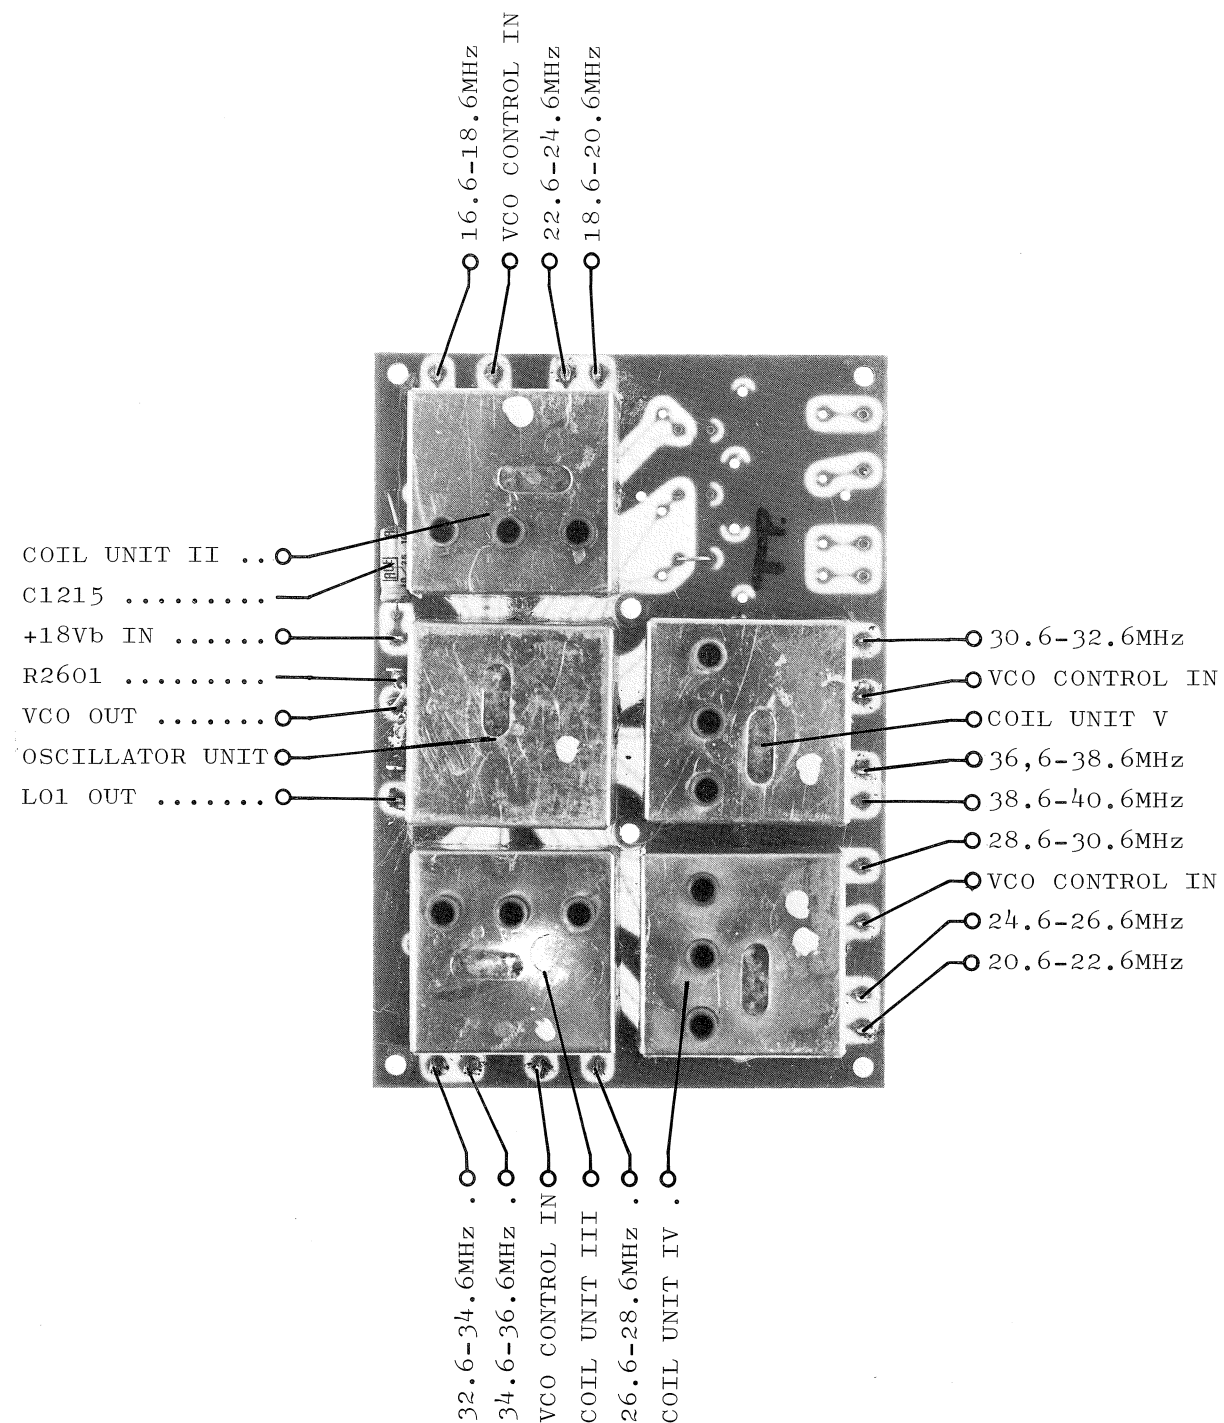 16.6-18.6MHz
VCO CONTROL IN
22.6-24.6MHz
18.6-20.6MHz
COIL UNIT II ..
C1215 .........
+18Vb IN ......
R2601 .........
VCO OUT .......
OSCILLATOR UNIT
LO1 OUT .......
30.6-32.6MHz
VCO CONTROL IN
COIL UNIT V
36,6-38.6MHz
38.6-40.6MHz
28.6-30.6MHz
VCO CONTROL IN
24.6-26.6MHz
20.6-22.6MHz
32.6-34.6MHz .
34.6-36.6MHz .
VCO CONTROL IN
COIL UNIT III
26.6-28.6MHz .
COIL UNIT IV .